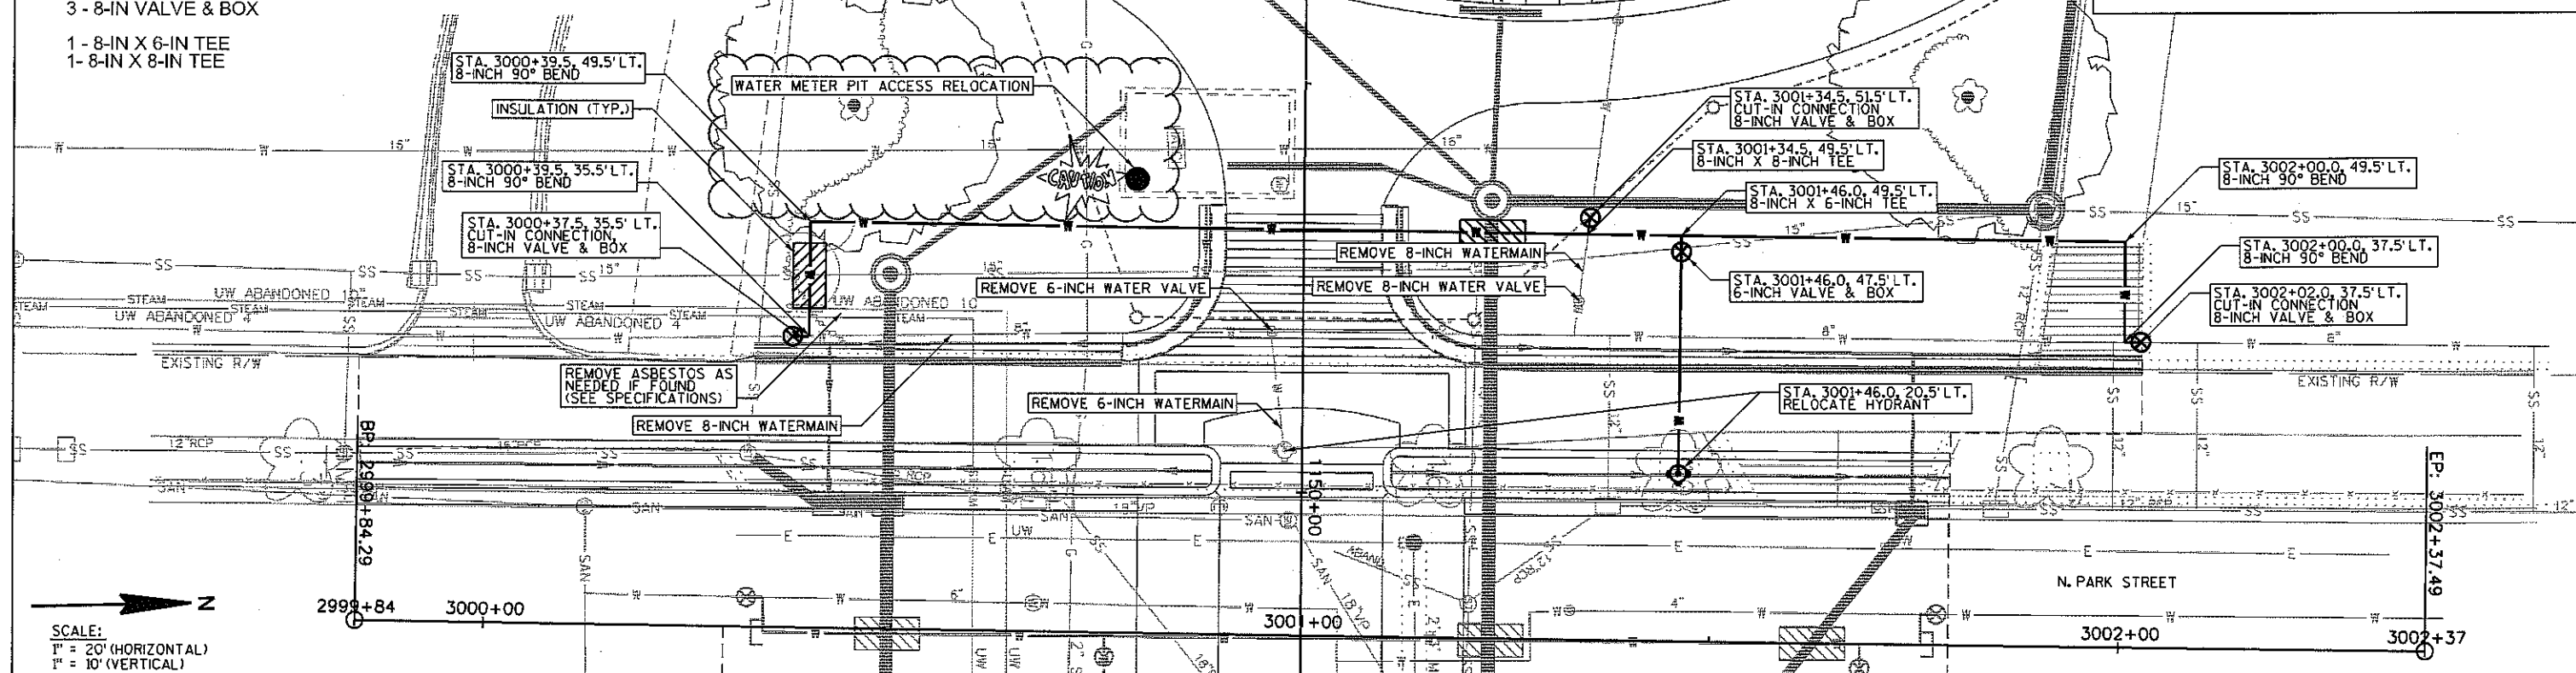 3 - 8-IN VALVE & BOX
1 - 8-IN X 6-IN TEE
1- 8-IN X 8-IN TEE
STA. 3000+39.5, 49.5' LT.
8-INCH 90° BEND
INSULATION (TYP.)
STA. 3000+39.5, 35.5' LT.
8-INCH 90° BEND
STA. 3000+37.5, 35.5' LT.
CUT-IN CONNECTION,
8-INCH VALVE & BOX
WATER METER PIT ACCESS RELOCATION
CAUTION
STA. 3001+34.5, 51.5' LT.
CUT-IN CONNECTION
8-INCH VALVE & BOX
STA. 3001+34.5, 49.5' LT.
8-INCH X 8-INCH TEE
STA. 3001+46.0, 49.5' LT.
8-INCH X 6-INCH TEE
STA. 3002+00.0, 49.5' LT.
8-INCH 90° BEND
STA. 3002+00.0, 37.5' LT.
8-INCH 90° BEND
STA. 3002+02.0, 37.5' LT.
CUT-IN CONNECTION
8-INCH VALVE & BOX
REMOVE 8-INCH WATERMAIN
REMOVE 6-INCH WATER VALVE
REMOVE 8-INCH WATER VALVE
STA. 3001+46.0, 47.5' LT.
6-INCH VALVE & BOX
UW ABANDONED
STEAM
UW ABANDONED 4"
UW ABANDONED 4
UW ABANDONED 10
EXISTING R/W
REMOVE ASBESTOS AS
NEEDED IF FOUND
(SEE SPECIFICATIONS)
REMOVE 8-INCH WATERMAIN
REMOVE 6-INCH WATERMAIN
STA. 3001+46.0, 20.5' LT.
RELOCATE HYDRANT
EXISTING R/W
12"RCP
BP: 2999+84.29
1150+00
EP: 3002+37.49
N. PARK STREET
N
2999+84
3000+00
3001+00
3002+00
3002+37
SCALE:
1" = 20' (HORIZONTAL)
1" = 10' (VERTICAL)